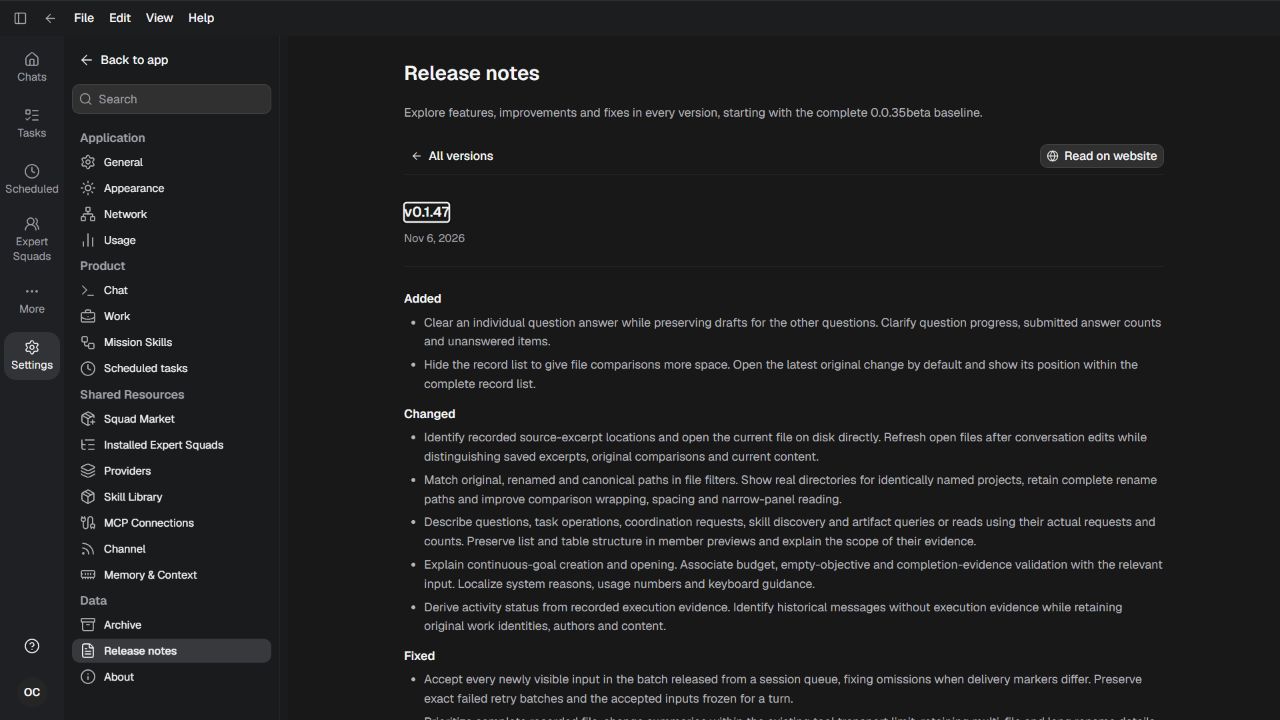 File Edit View Help
Chats
Tasks
Scheduled
Expert
Squads
More
Settings
OC
Back to app
Search
Application
General
Appearance
Network
Usage
Product
Chat
Work
Mission Skills
Scheduled tasks
Shared Resources
Squad Market
Installed Expert Squads
Providers
Skill Library
MCP Connections
Channel
Memory & Context
Data
Archive
Release notes
About
Release notes
Explore features, improvements and fixes in every version, starting with the complete 0.0.35beta baseline.
All versions
Read on website
v0.1.47
Nov 6, 2026
Added
Clear an individual question answer while preserving drafts for the other questions. Clarify question progress, submitted answer counts
and unanswered items.
Hide the record list to give file comparisons more space. Open the latest original change by default and show its position within the
complete record list.
Changed
Identify recorded source-excerpt locations and open the current file on disk directly. Refresh open files after conversation edits while
distinguishing saved excerpts, original comparisons and current content.
Match original, renamed and canonical paths in file filters. Show real directories for identically named projects, retain complete rename
paths and improve comparison wrapping, spacing and narrow-panel reading.
Describe questions, task operations, coordination requests, skill discovery and artifact queries or reads using their actual requests and
counts. Preserve list and table structure in member previews and explain the scope of their evidence.
Explain continuous-goal creation and opening. Associate budget, empty-objective and completion-evidence validation with the relevant
input. Localize system reasons, usage numbers and keyboard guidance.
Derive activity status from recorded execution evidence. Identify historical messages without execution evidence while retaining
original work identities, authors and content.
Fixed
Accept every newly visible input in the batch released from a session queue, fixing omissions when delivery markers differ. Preserve
exact failed retry batches and the accepted inputs frozen for a turn.